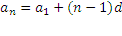 aₙ = a₁ + (n − 1)d